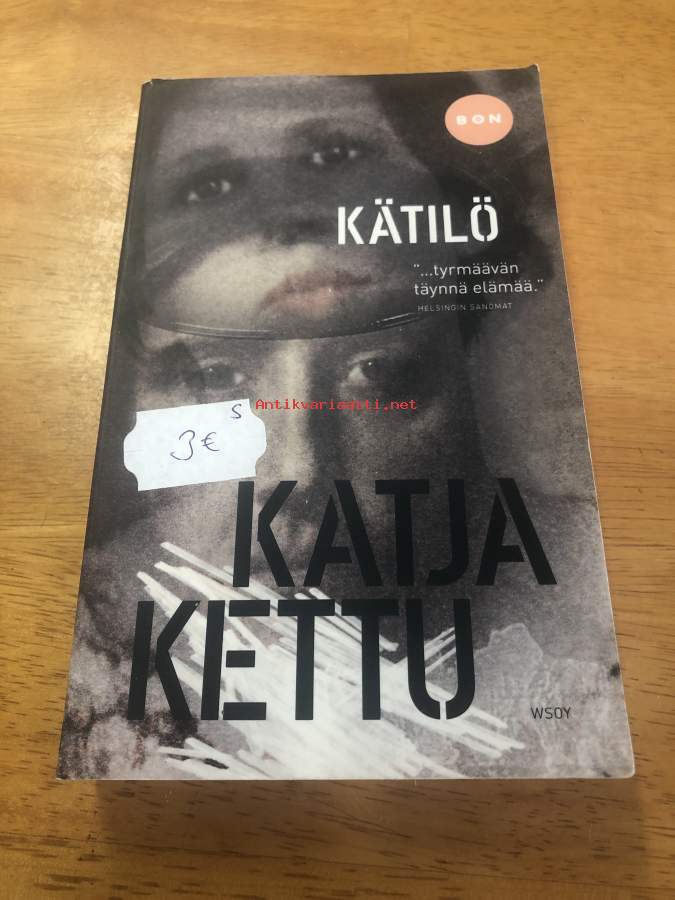 BON
KÄTILÖ
"...tyrmäävän
täynnä elämää."
HELSINGIN SANOMAT
Antikvariaatti.net
S
3€
KATJA
KETTU
WSOY